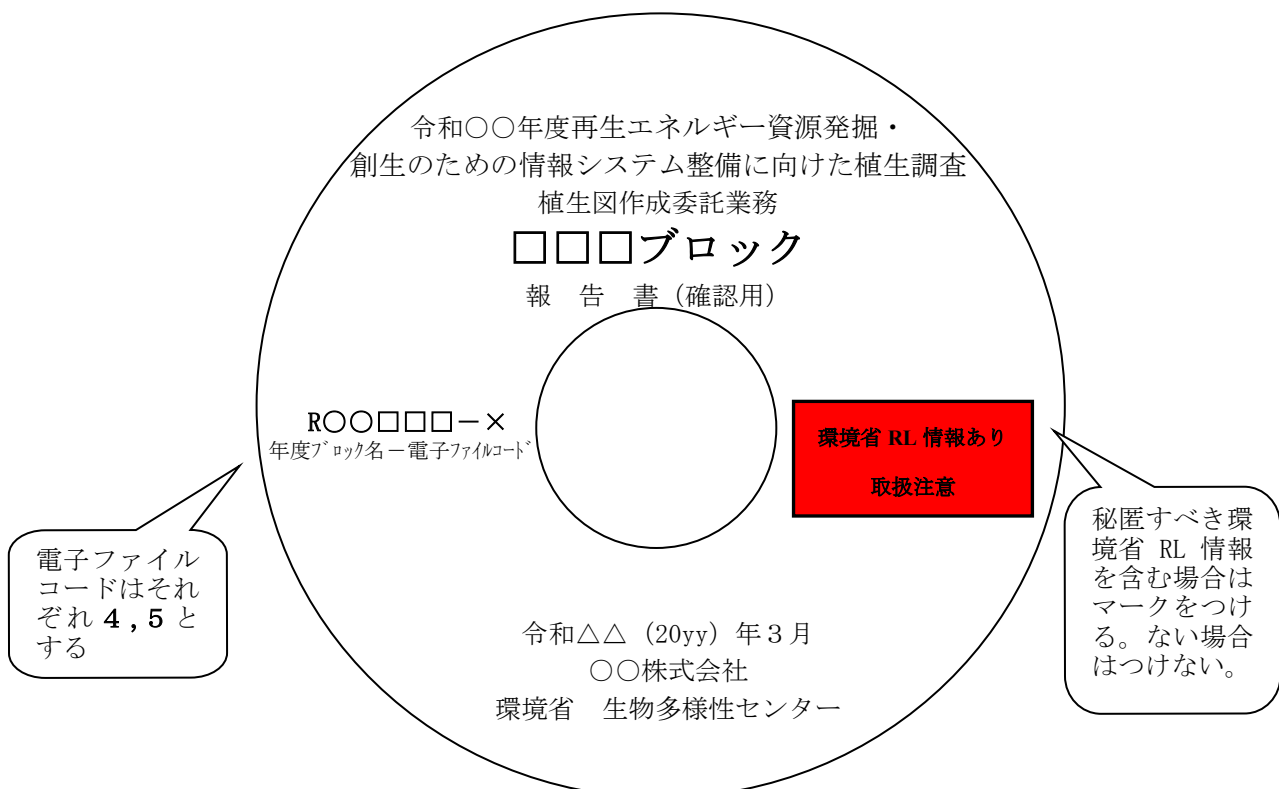 令和○○年度再生エネルギー資源発掘・
創生のための情報システム整備に向けた植生調査
植生図作成委託業務
□□□ブロック
報　告　書（確認用）
R○○□□□－×
年度ﾌﾞﾛｯｸ名－電子ﾌｧｲﾙｺｰﾄﾞ
環境省 RL 情報あり
取扱注意
電子ファイル
コードはそれ
ぞれ 4 , 5 と
する
秘匿すべき環
境省 RL 情報
を含む場合は
マークをつけ
る。ない場合
はつけない。
令和△△（20yy）年３月
○○株式会社
環境省　生物多様性センター